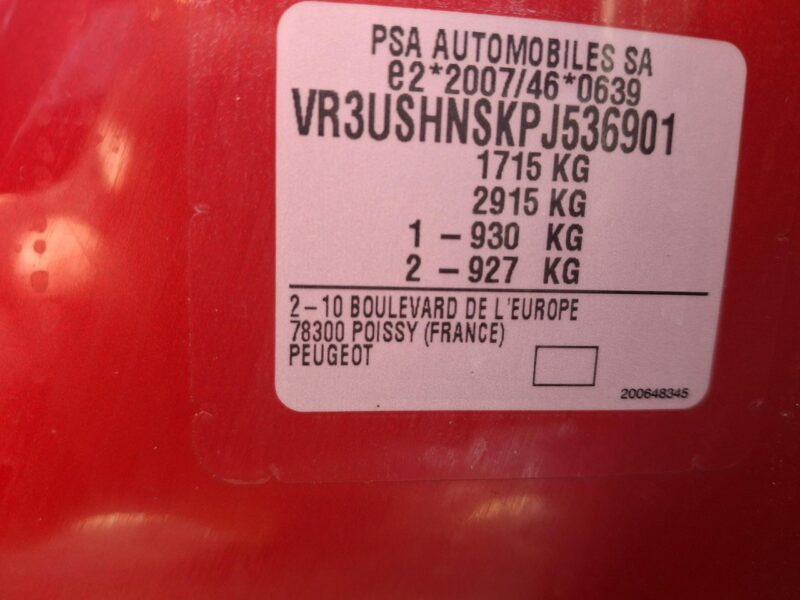 PSA AUTOMOBILES SA
e2*2007/46*0639
VR3USHNSKPJ536901
1715 KG
2915 KG
1 – 930 KG
2 – 927 KG
2 – 10 BOULEVARD DE L'EUROPE
78300 POISSY (FRANCE)
PEUGEOT
200648345